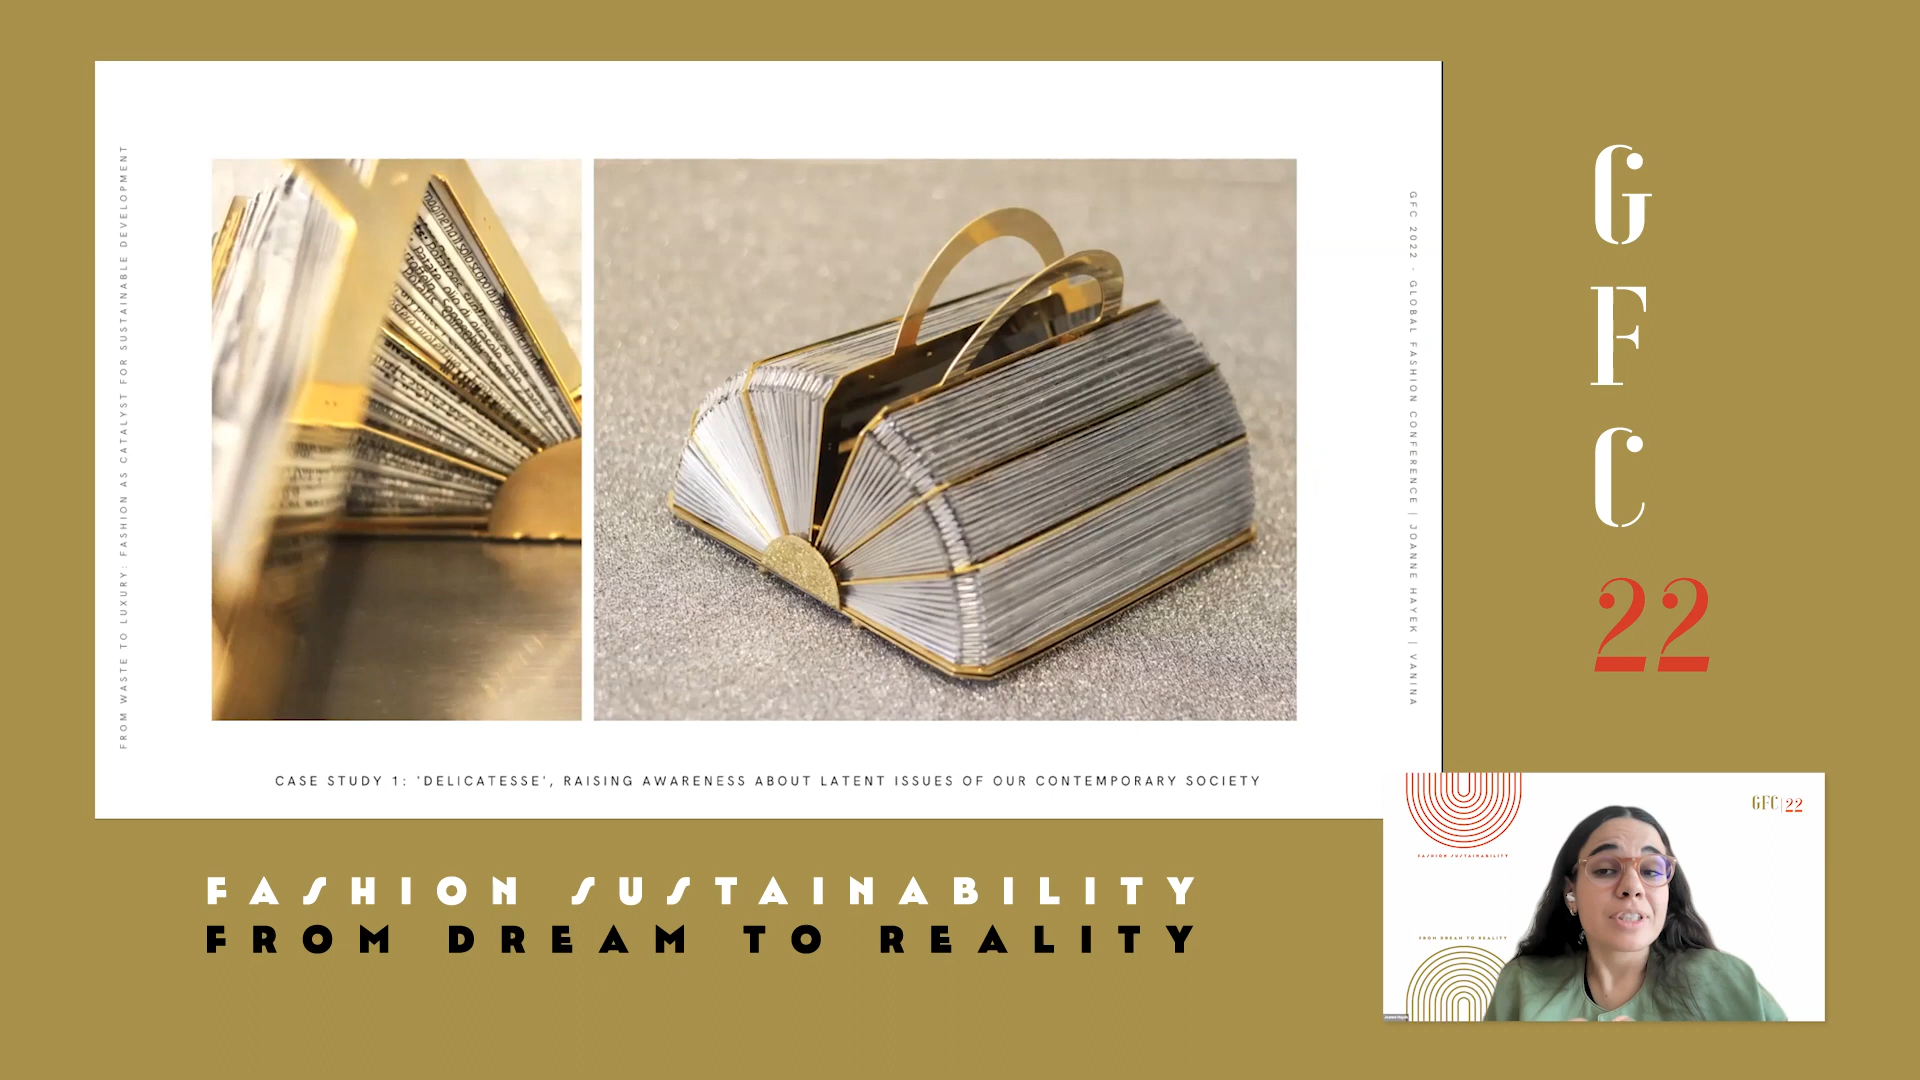 FROM WASTE TO LUXURY: FASHION AS CATALYST FOR SUSTAINABLE DEVELOPMENT
GFC 2022 - GLOBAL FASHION CONFERENCE | JOANNE HAYEK | VANINA
CASE STUDY 1: 'DELICATESSE', RAISING AWARENESS ABOUT LATENT ISSUES OF OUR CONTEMPORARY SOCIETY
G
F
C
22
FASHION SUSTAINABILITY
FROM DREAM TO REALITY
GFC|22
FASHION SUSTAINABILITY
FROM DREAM TO REALITY